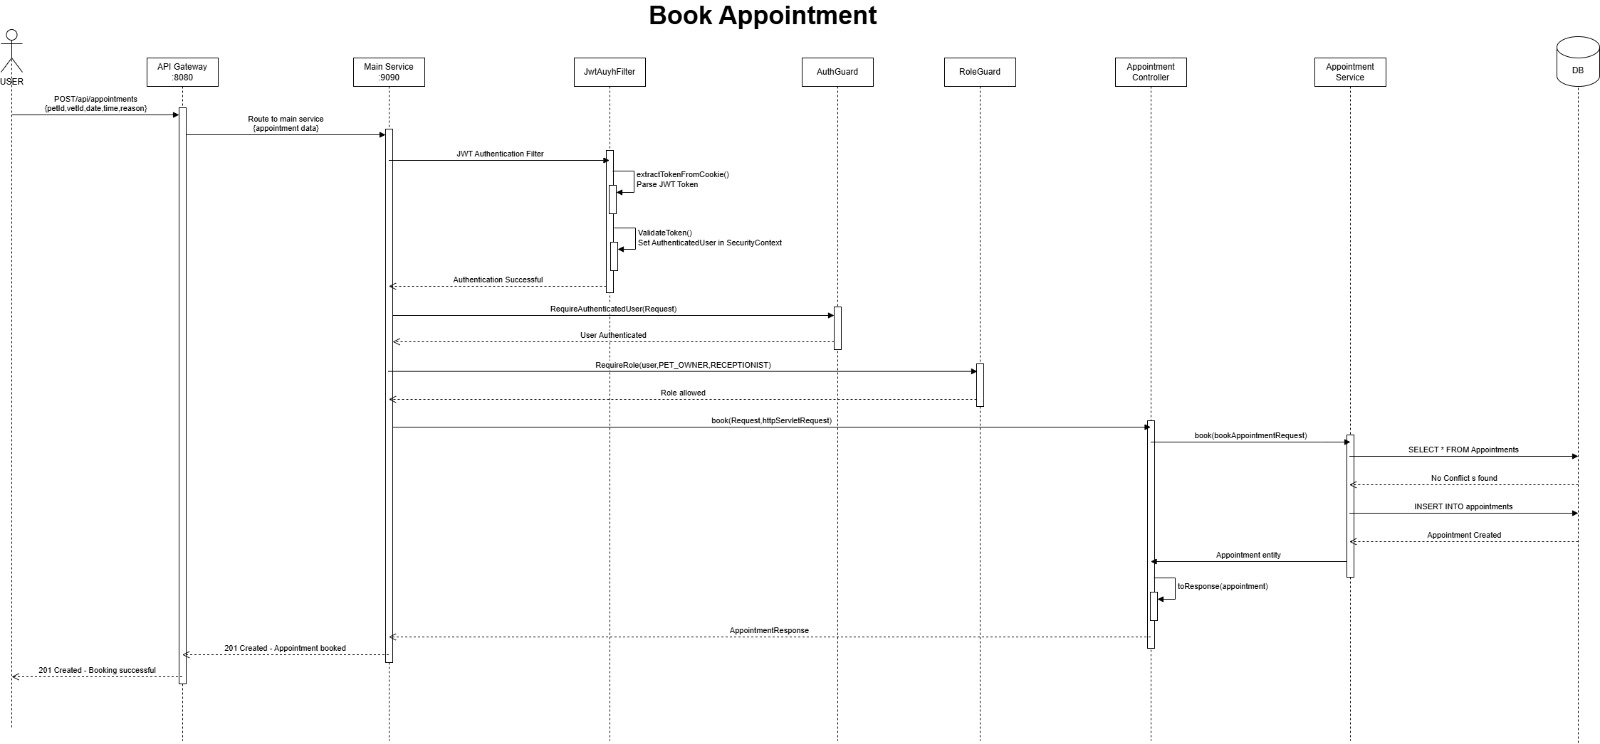 Book Appointment
USER
API Gateway
:8080
Main Service
:9090
JwtAuyhFilter
AuthGuard
RoleGuard
Appointment
Controller
Appointment
Service
DB
POST/api/appointments
{petId,vetId,date,time,reason}
Route to main service
{appointment data}
JWT Authentication Filter
extractTokenFromCookie()
Parse JWT Token
ValidateToken()
Set AuthenticatedUser in SecurityContext
Authentication Successful
RequireAuthenticatedUser(Request)
User Authenticated
RequireRole(user,PET_OWNER,RECEPTIONIST)
Role allowed
book(Request,httpServletRequest)
book(bookAppointmentRequest)
SELECT * FROM Appointments
No Conflict s found
INSERT INTO appointments
Appointment Created
Appointment entity
toResponse(appointment)
AppointmentResponse
201 Created - Appointment booked
201 Created - Booking successful